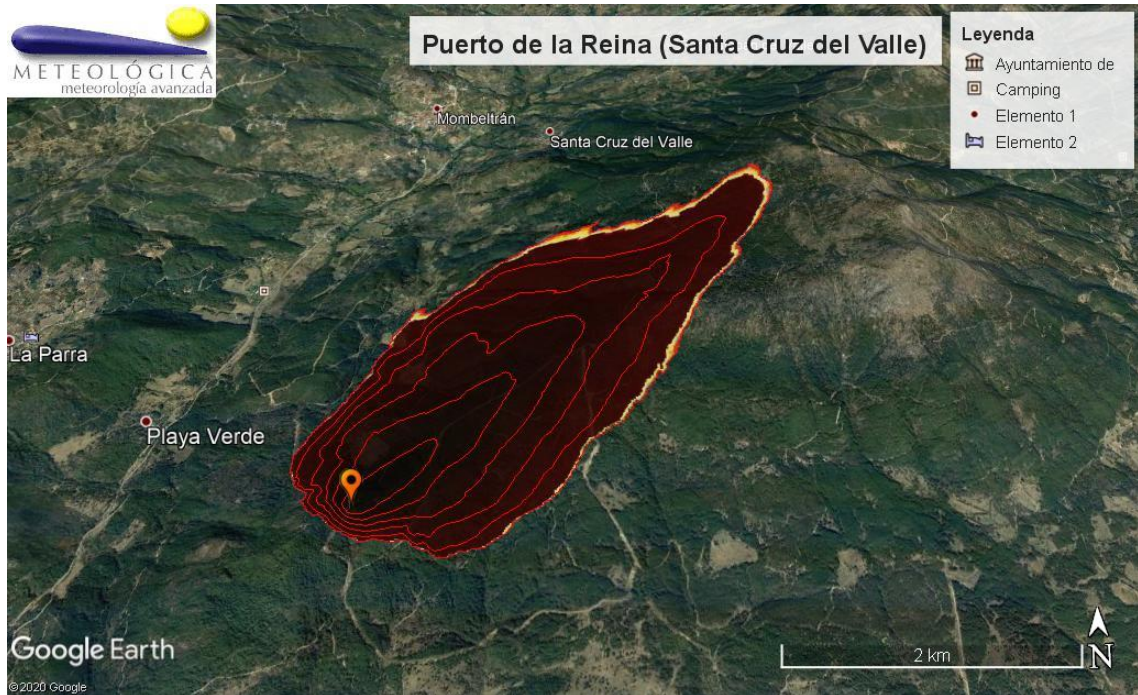 METEOLÓGICA
meteorología avanzada
Puerto de la Reina (Santa Cruz del Valle)
Leyenda
Ayuntamiento de
Camping
Elemento 1
Elemento 2
Mombeltrán
Santa Cruz del Valle
La Parra
Playa Verde
Google Earth
©2020 Google
2 km
N